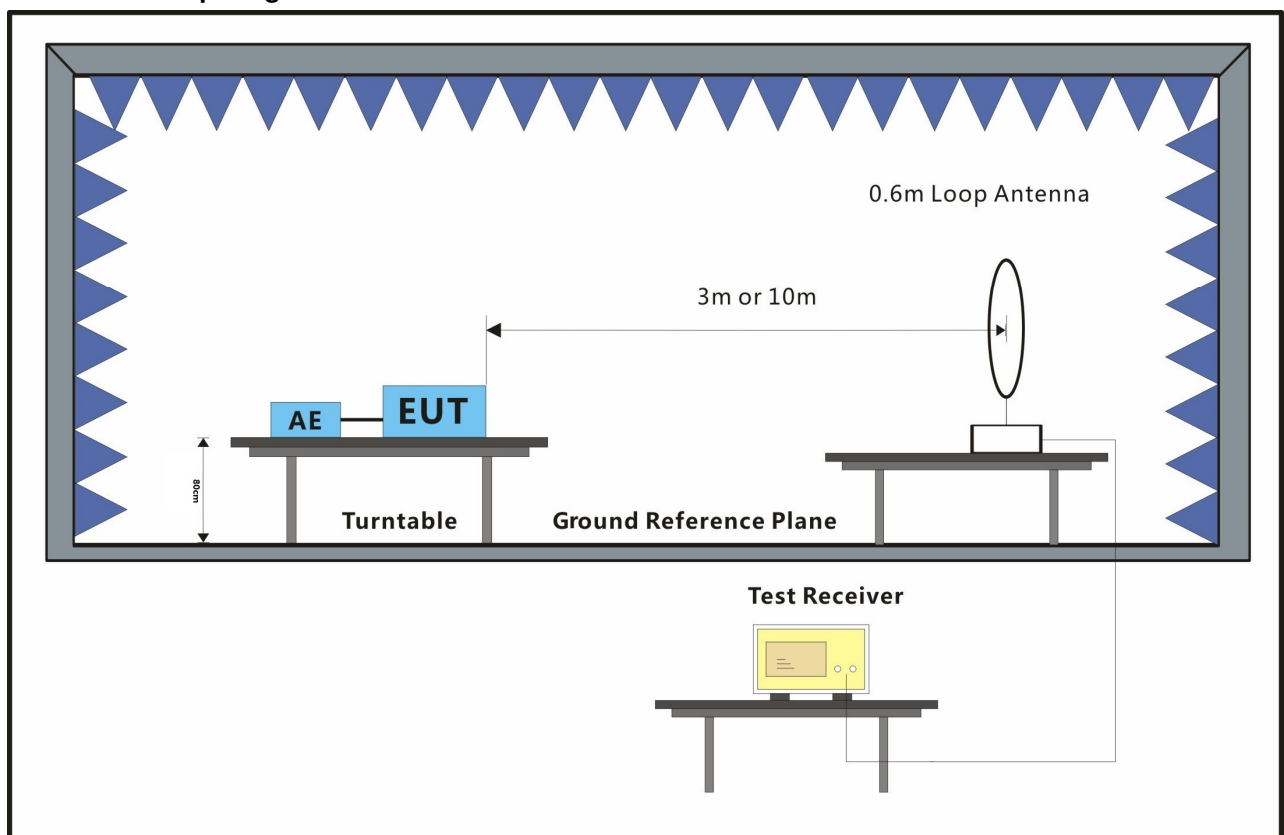 0.6m Loop Antenna
3m or 10m
AE
EUT
80cm
Turntable
Ground Reference Plane
Test Receiver